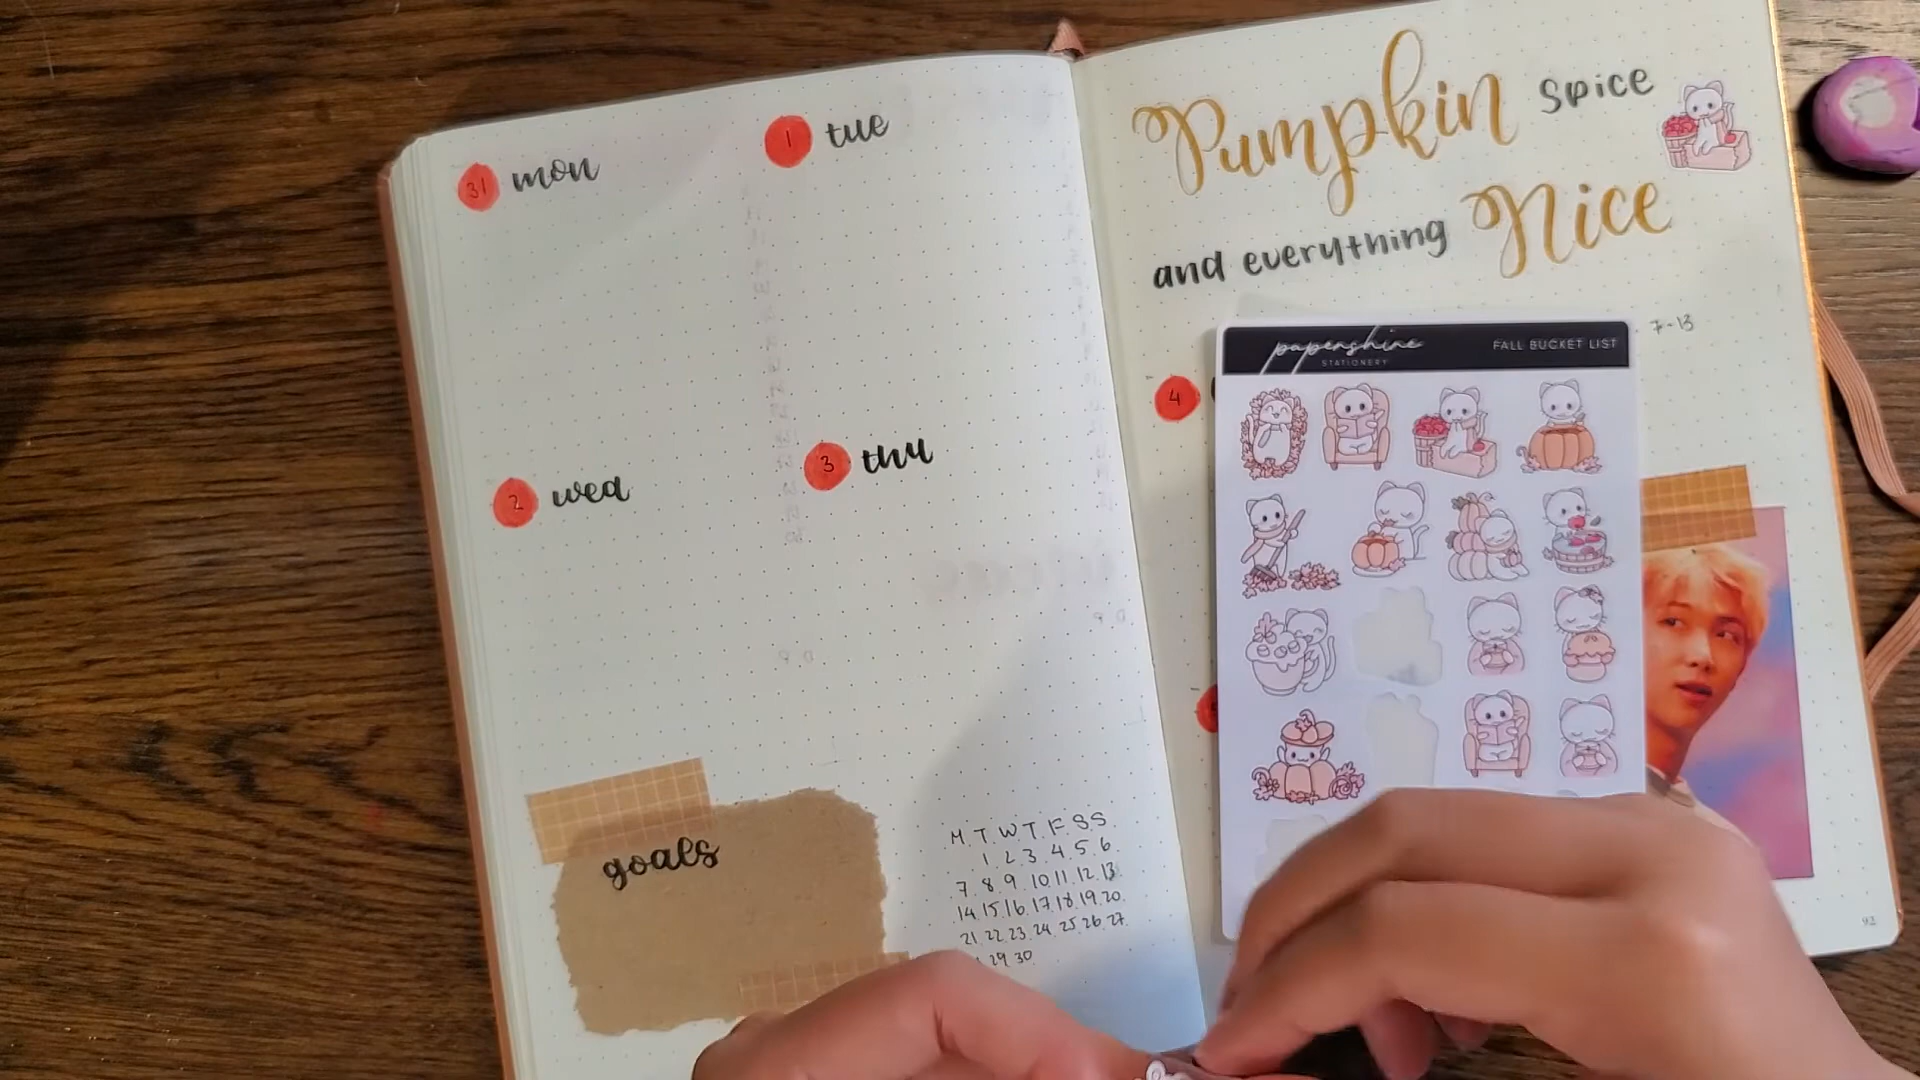 31 mon
1 tue
2 wed
3 thu
goals
M T W T F S S
1 2 3 4 5 6
7 8 9 10 11 12 13
14 15 16 17 18 19 20
21 22 23 24 25 26 27
29 30
Pumpkin spice
and everything Nice
7-13
4
papershine
STATIONERY
FALL BUCKET LIST